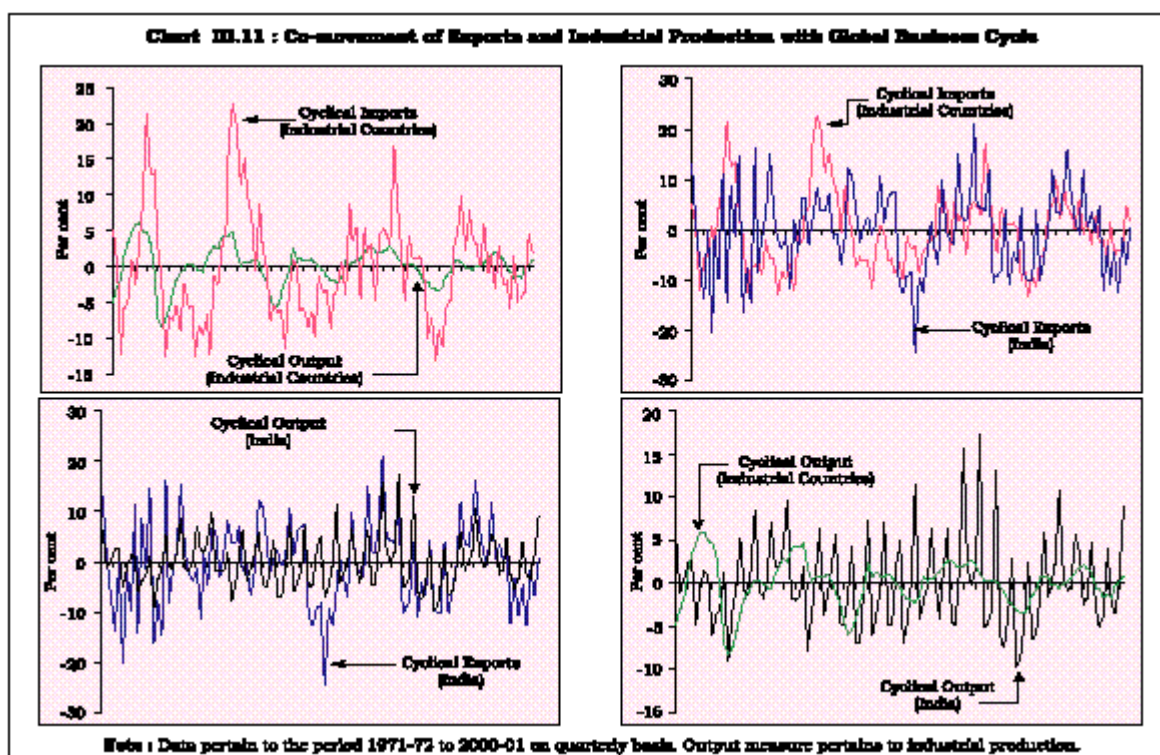 Chart III.11 : Co-movement of Exports and Industrial Production with Global Business Cycle
25
20
15
10
5
0
-5
-10
-15
Per cent
Cyclical Imports
(Industrial Countries)
Cyclical Output
(Industrial Countries)
30
20
10
0
-10
-20
-30
Per cent
Cyclical Imports
(Industrial Countries)
Cyclical Exports
(India)
30
20
10
0
-10
-20
-30
Per cent
Cyclical Output
(India)
Cyclical Exports
(India)
20
15
10
5
0
-5
-10
-15
Per cent
Cyclical Output
(Industrial Countries)
Cyclical Output
(India)
Note : Data pertain to the period 1971-72 to 2000-01 on quarterly basis. Output measure pertains to industrial production.